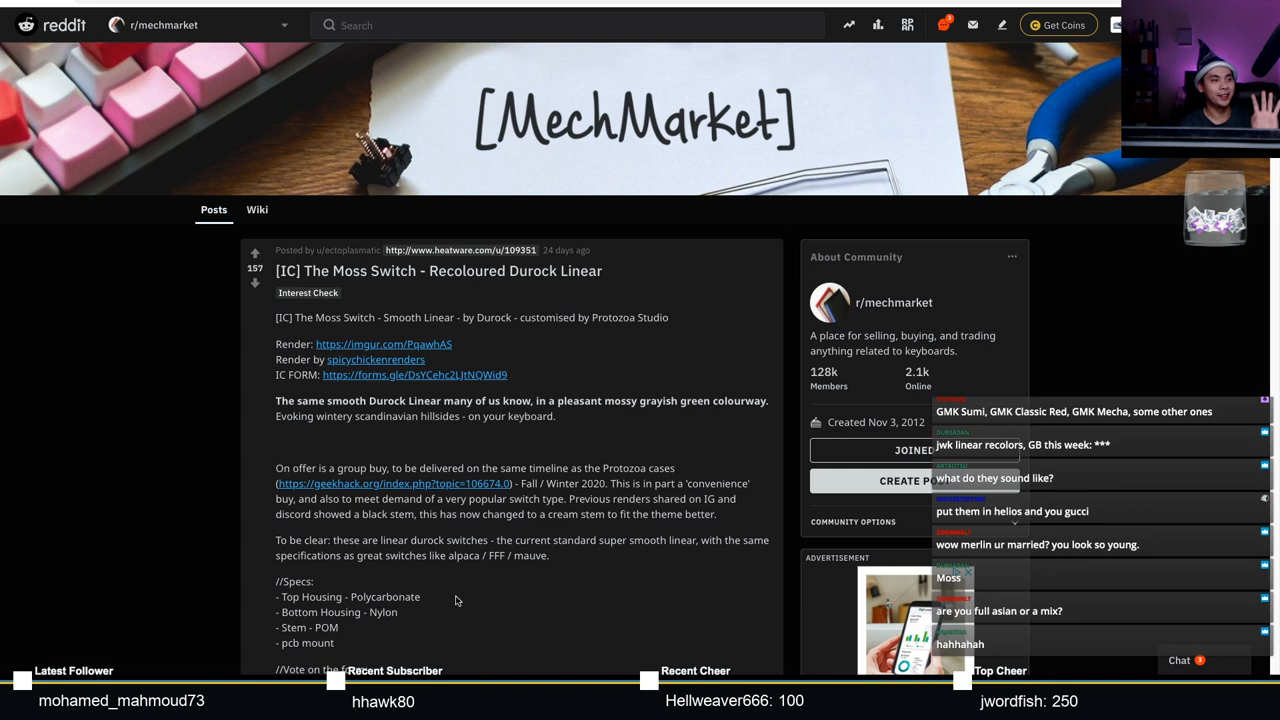 reddit
r/mechmarket
Search
Get Coins
[MechMarket]
Posts
Wiki
Posted by u/ectoplasmatic http://www.heatware.com/u/109351 24 days ago
157
[IC] The Moss Switch - Recoloured Durock Linear
Interest Check
[IC] The Moss Switch - Smooth Linear - by Durock - customised by Protozoa Studio
Render: https://imgur.com/PqawhAS
Render by spicychickenrenders
IC FORM: https://forms.gle/DsYCehc2LJtNQWid9
The same smooth Durock Linear many of us know, in a pleasant mossy grayish green colourway.
Evoking wintery scandinavian hillsides - on your keyboard.
On offer is a group buy, to be delivered on the same timeline as the Protozoa cases
(https://geekhack.org/index.php?topic=106674.0) - Fall / Winter 2020. This is in part a 'convenience'
buy, and also to meet demand of a very popular switch type. Previous renders shared on IG and
discord showed a black stem, this has now changed to a cream stem to fit the theme better.
To be clear: these are linear durock switches - the current standard super smooth linear, with the same
specifications as great switches like alpaca / FFF / mauve.
//Specs:
- Top Housing - Polycarbonate
- Bottom Housing - Nylon
- Stem - POM
- pcb mount
//Vote on the
About Community
r/mechmarket
A place for selling, buying, and trading
anything related to keyboards.
128k
2.1k
Members
Online
Created Nov 3, 2012
JOINED
CREATE
COMMUNITY OPTIONS
ADVERTISEMENT
GMK Sumi, GMK Classic Red, GMK Mecha, some other ones
jwk linear recolors, GB this week: ***
what do they sound like?
put them in helios and you gucci
wow merlin ur married? you look so young.
Moss
are you full asian or a mix?
hahhahah
Chat 3
Latest Follower
mohamed_mahmoud73
Recent Subscriber
hhawk80
Recent Cheer
Hellweaver666: 100
Top Cheer
jwordfish: 250